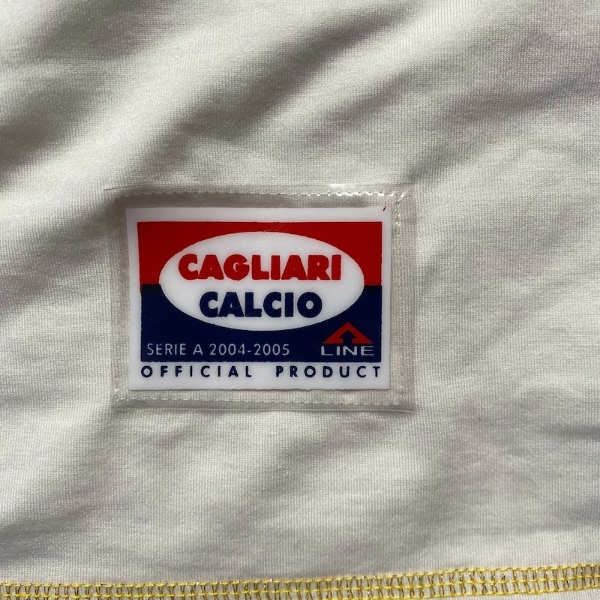 CAGLIARI
CALCIO
SERIE A 2004-2005
A LINE
OFFICIAL PRODUCT